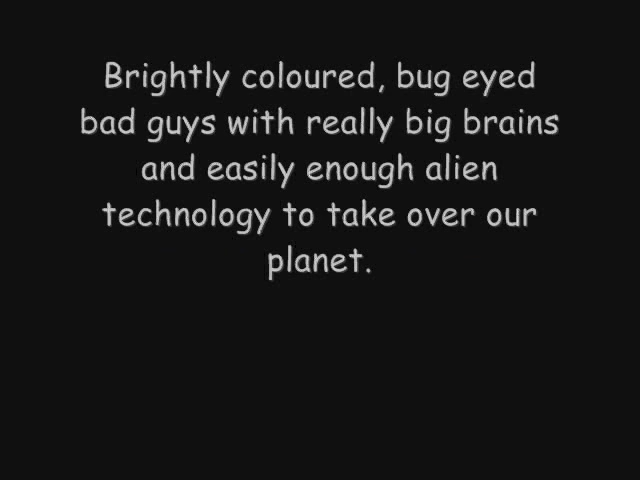 Brightly coloured, bug eyed
bad guys with really big brains
and easily enough alien
technology to take over our
planet.